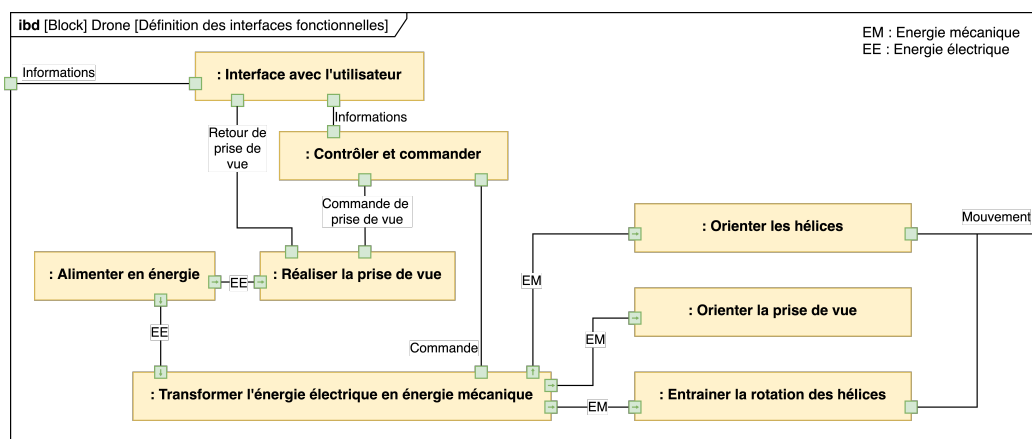 ibd [Block] Drone [Définition des interfaces fonctionnelles]
EM : Energie mécanique
EE : Energie électrique
Informations
: Interface avec l'utilisateur
Informations
Retour de
prise de
vue
: Contrôler et commander
Commande de
prise de vue
: Orienter les hélices
Mouvement
: Alimenter en énergie
EE
: Réaliser la prise de vue
EM
: Orienter la prise de vue
EE
EM
Commande
: Transformer l'énergie électrique en énergie mécanique
EM
: Entrainer la rotation des hélices